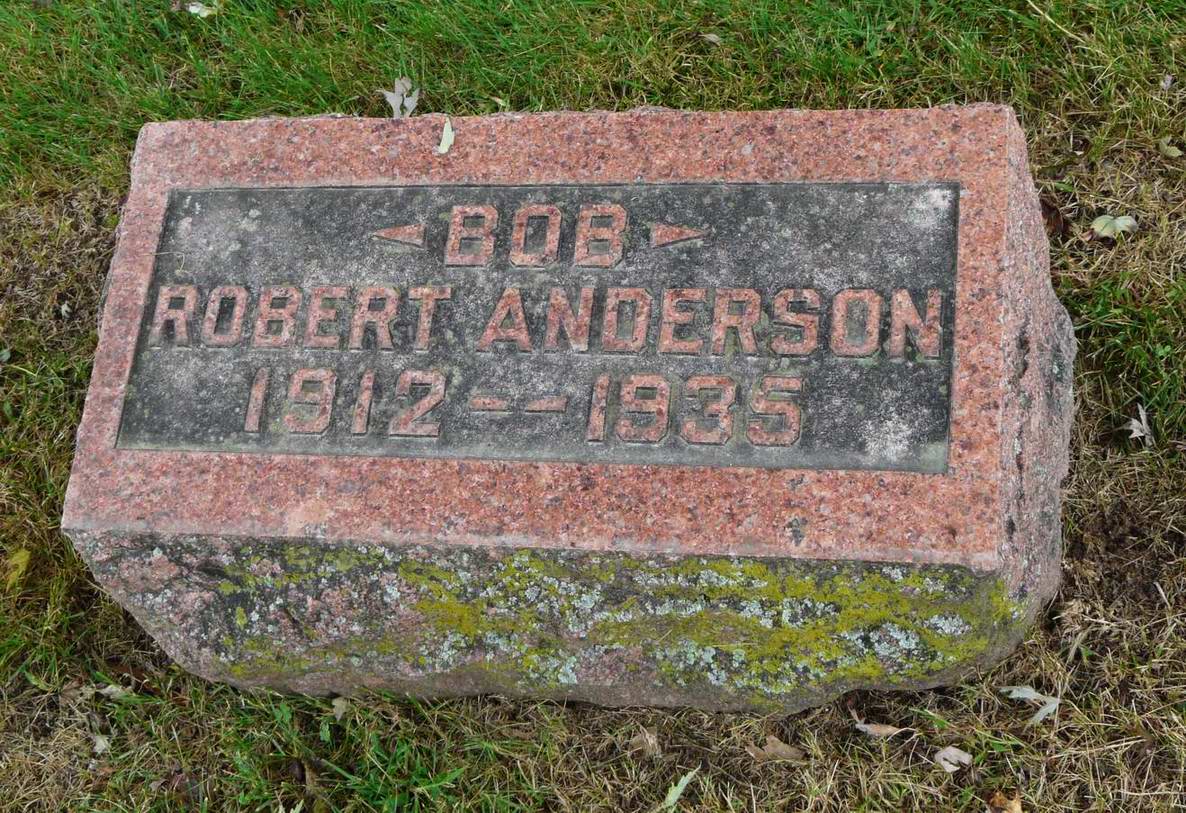 BOB
ROBERT ANDERSON
1912--1935